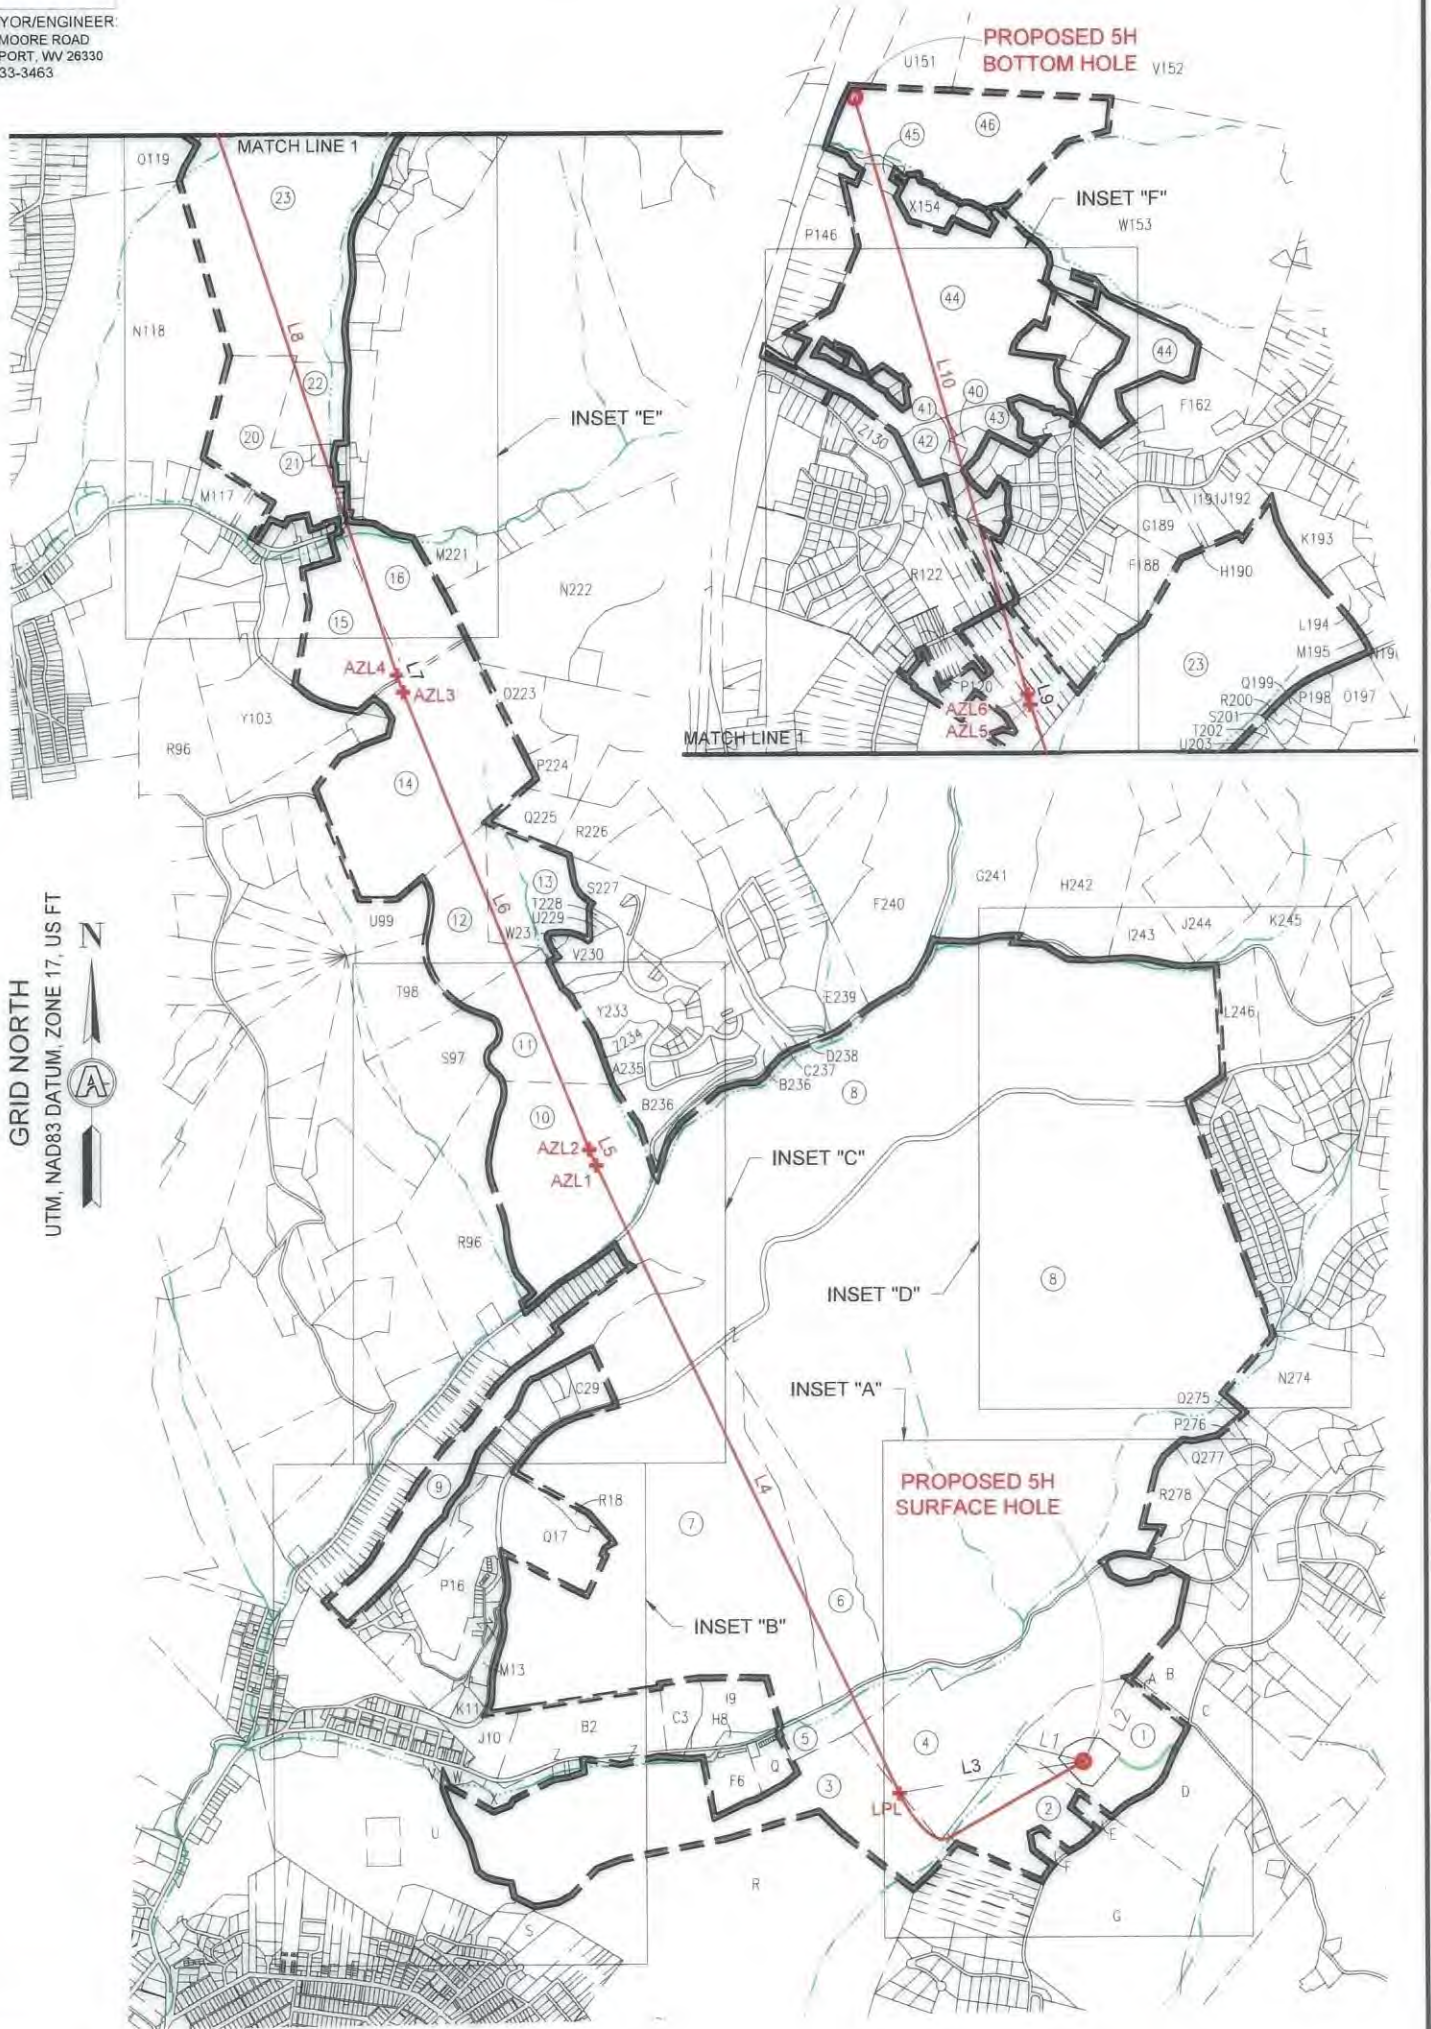 YOR/ENGINEER:
MOORE ROAD
PORT, WV 26330
33-3463
PROPOSED 5H
BOTTOM HOLE
U151
V152
45
46
X154
INSET "F"
W153
P146
44
44
L10
40
41
43
42
Z130
F162
I191
J192
G189
K193
F188
H190
R122
L194
M195
23
Q199
R200
P198
O197
S201
T202
U203
P120
L9
AZL6
AZL5
MATCH LINE 1
MATCH LINE 1
O119
23
N118
L8
22
20
21
INSET "E"
M117
M221
16
N222
15
AZL4
L7
AZL3
O223
Y103
R96
P224
14
Q225
R226
13
S227
T228
U229
U99
12
L6
W231
V230
T98
Y233
Z234
11
A235
S97
B236
10
AZL2
L5
AZL1
R96
F240
G241
H242
I243
J244
K245
E239
L246
D238
C237
B236
8
INSET "C"
INSET "D"
8
GRID NORTH
UTM, NAD83 DATUM, ZONE 17, US FT
N
A
C29
Z
INSET "A"
N274
O275
P276
Q277
R278
L4
PROPOSED 5H
SURFACE HOLE
9
R18
Q17
7
P16
6
INSET "B"
M13
K11
J10
B2
C3
I9
H8
Z
Z
5
F6
Q
3
4
L3
L1
L2
1
A
B
C
D
2
LPL
E
F
V
W
X
U
R
S
G